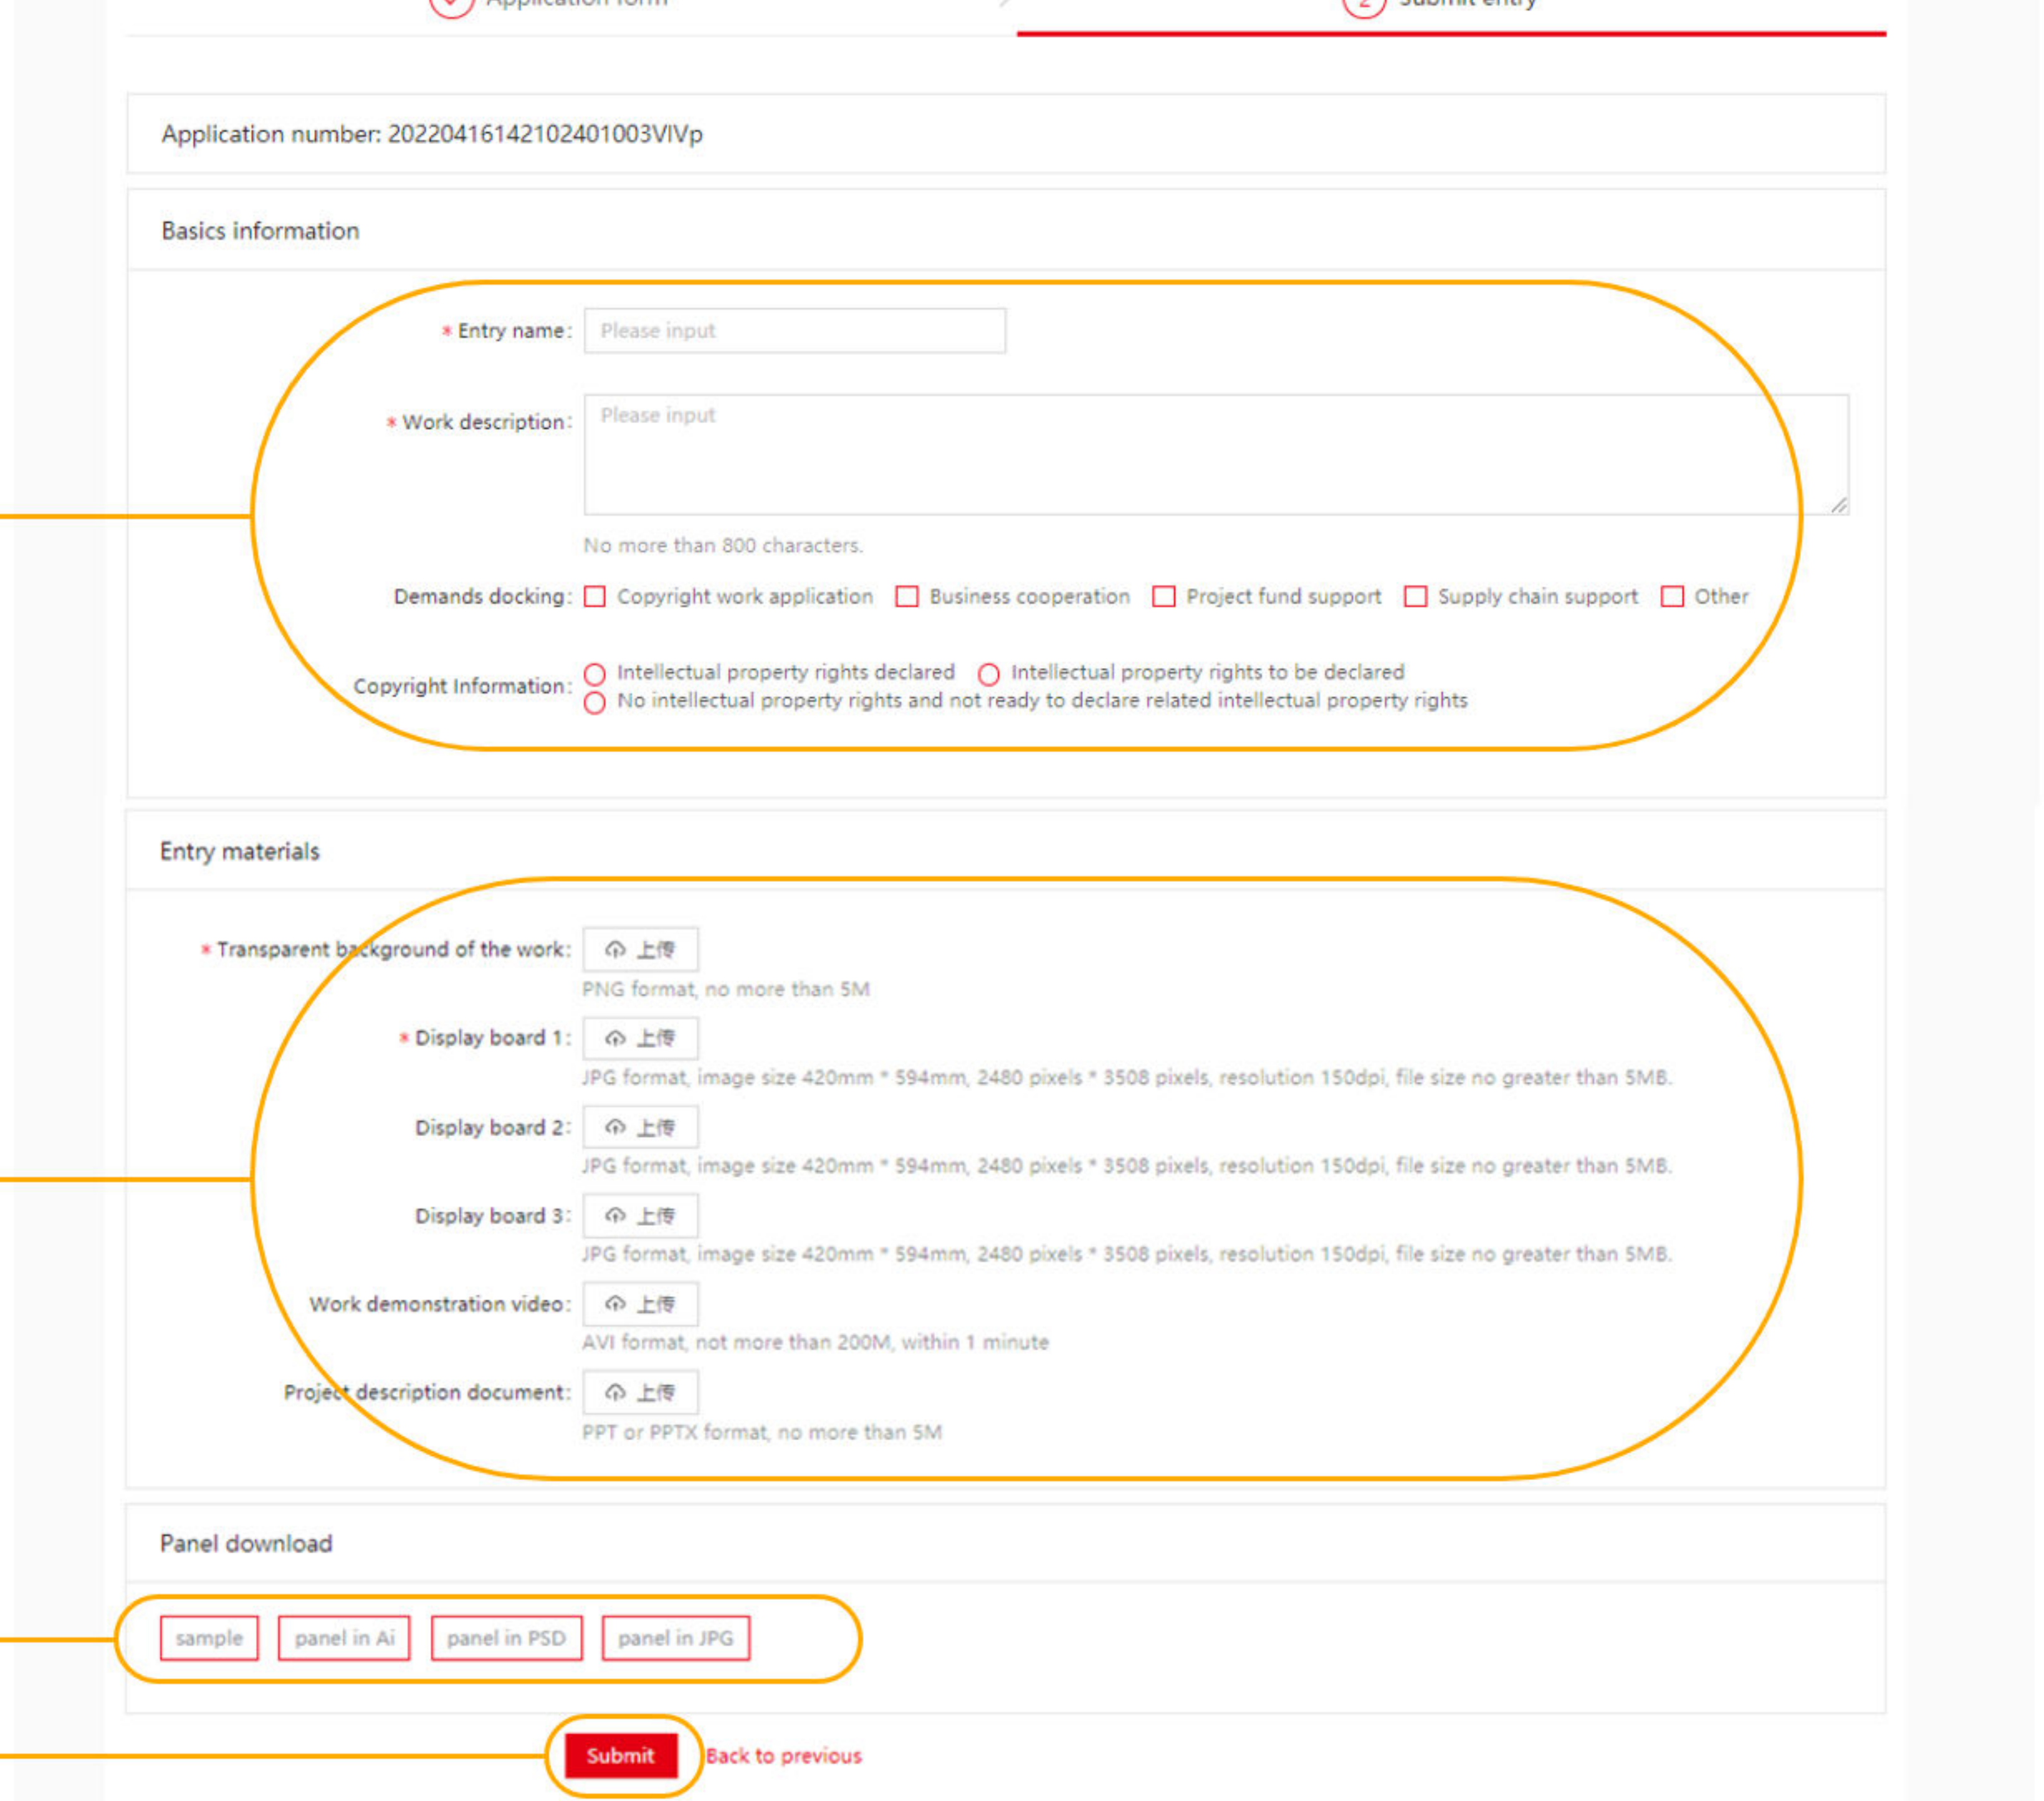 Application form
2 Submit entry
Application number: 20220416142102401003VIVp
Basics information
* Entry name: Please input
* Work description: Please input
No more than 800 characters.
Demands docking: Copyright work application Business cooperation Project fund support Supply chain support Other
Copyright Information: Intellectual property rights declared Intellectual property rights to be declared
No intellectual property rights and not ready to declare related intellectual property rights
Entry materials
* Transparent background of the work: 上传
PNG format, no more than 5M
* Display board 1: 上传
JPG format, image size 420mm * 594mm, 2480 pixels * 3508 pixels, resolution 150dpi, file size no greater than 5MB.
Display board 2: 上传
JPG format, image size 420mm * 594mm, 2480 pixels * 3508 pixels, resolution 150dpi, file size no greater than 5MB.
Display board 3: 上传
JPG format, image size 420mm * 594mm, 2480 pixels * 3508 pixels, resolution 150dpi, file size no greater than 5MB.
Work demonstration video: 上传
AVI format, not more than 200M, within 1 minute
Project description document: 上传
PPT or PPTX format, no more than 5M
Panel download
sample panel in Ai panel in PSD panel in JPG
Submit Back to previous